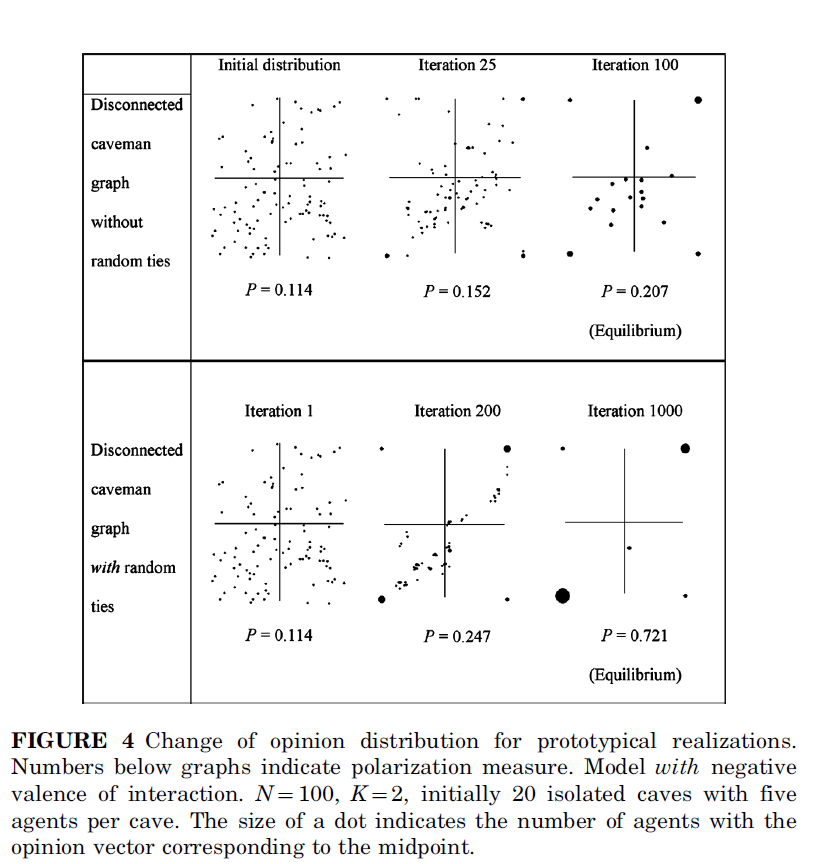 Initial distribution Iteration 25 Iteration 100
Disconnected
caveman
graph
without
random ties
P = 0.114 P = 0.152 P = 0.207
(Equilibrium)
Iteration 1 Iteration 200 Iteration 1000
Disconnected
caveman
graph
with random
ties
P = 0.114 P = 0.247 P = 0.721
(Equilibrium)
FIGURE 4 Change of opinion distribution for prototypical realizations.
Numbers below graphs indicate polarization measure. Model with negative
valence of interaction. N = 100, K = 2, initially 20 isolated caves with five
agents per cave. The size of a dot indicates the number of agents with the
opinion vector corresponding to the midpoint.